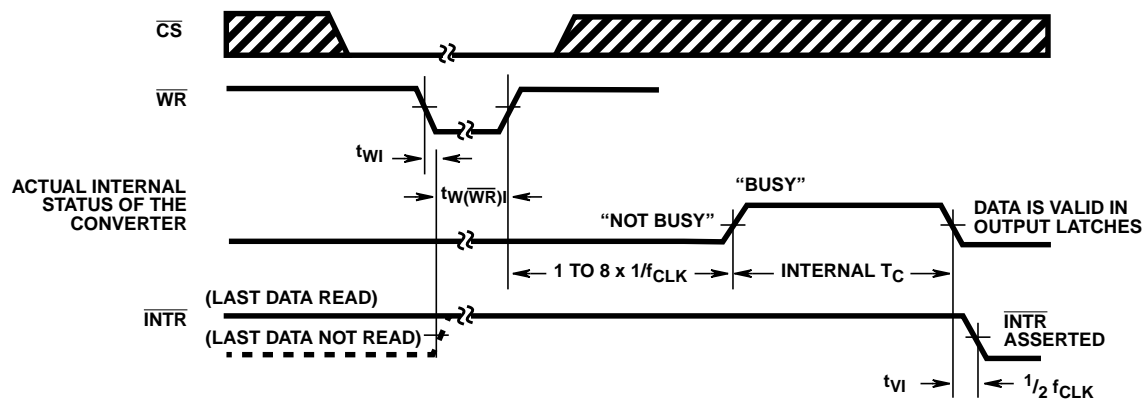 CS
WR
tWI
tW(WR)I
ACTUAL INTERNAL
STATUS OF THE
CONVERTER
“NOT BUSY”
“BUSY”
DATA IS VALID IN
OUTPUT LATCHES
1 TO 8 x 1/fCLK
INTERNAL TC
(LAST DATA READ)
INTR
(LAST DATA NOT READ)
INTR
ASSERTED
tVI
1/2 fCLK